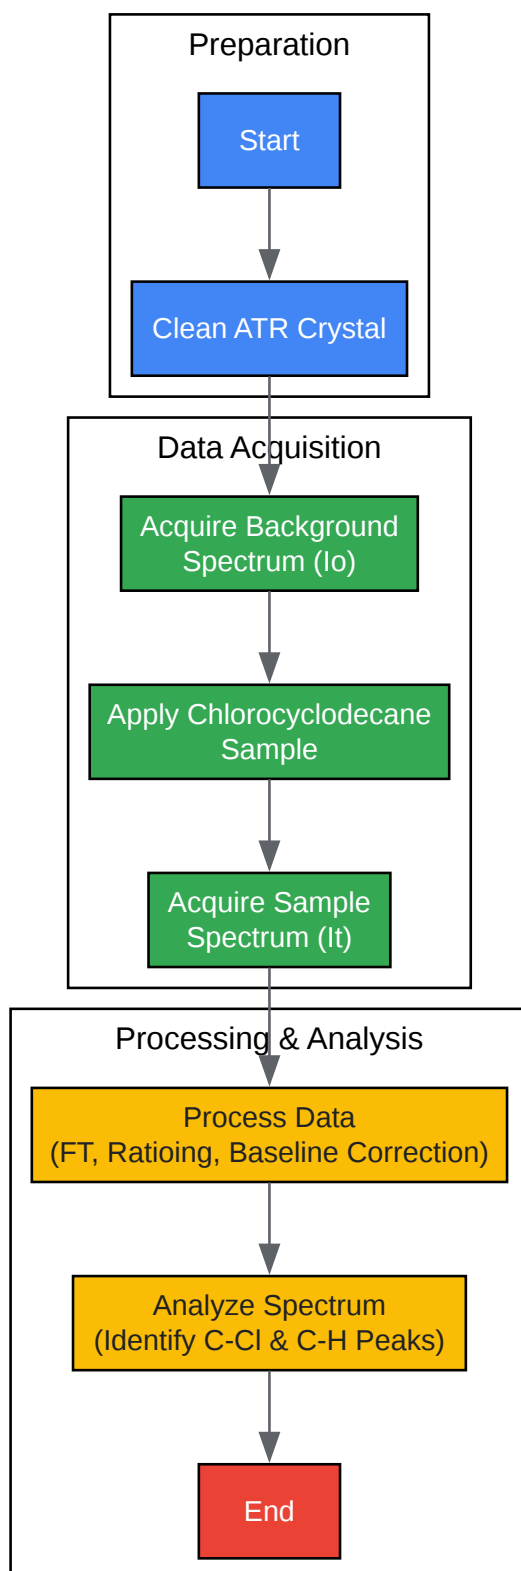 Preparation
Start
Clean ATR Crystal
Data Acquisition
Acquire Background
Spectrum (Io)
Apply Chlorocyclodecane
Sample
Acquire Sample
Spectrum (It)
Processing & Analysis
Process Data
(FT, Ratioing, Baseline Correction)
Analyze Spectrum
(Identify C-Cl & C-H Peaks)
End